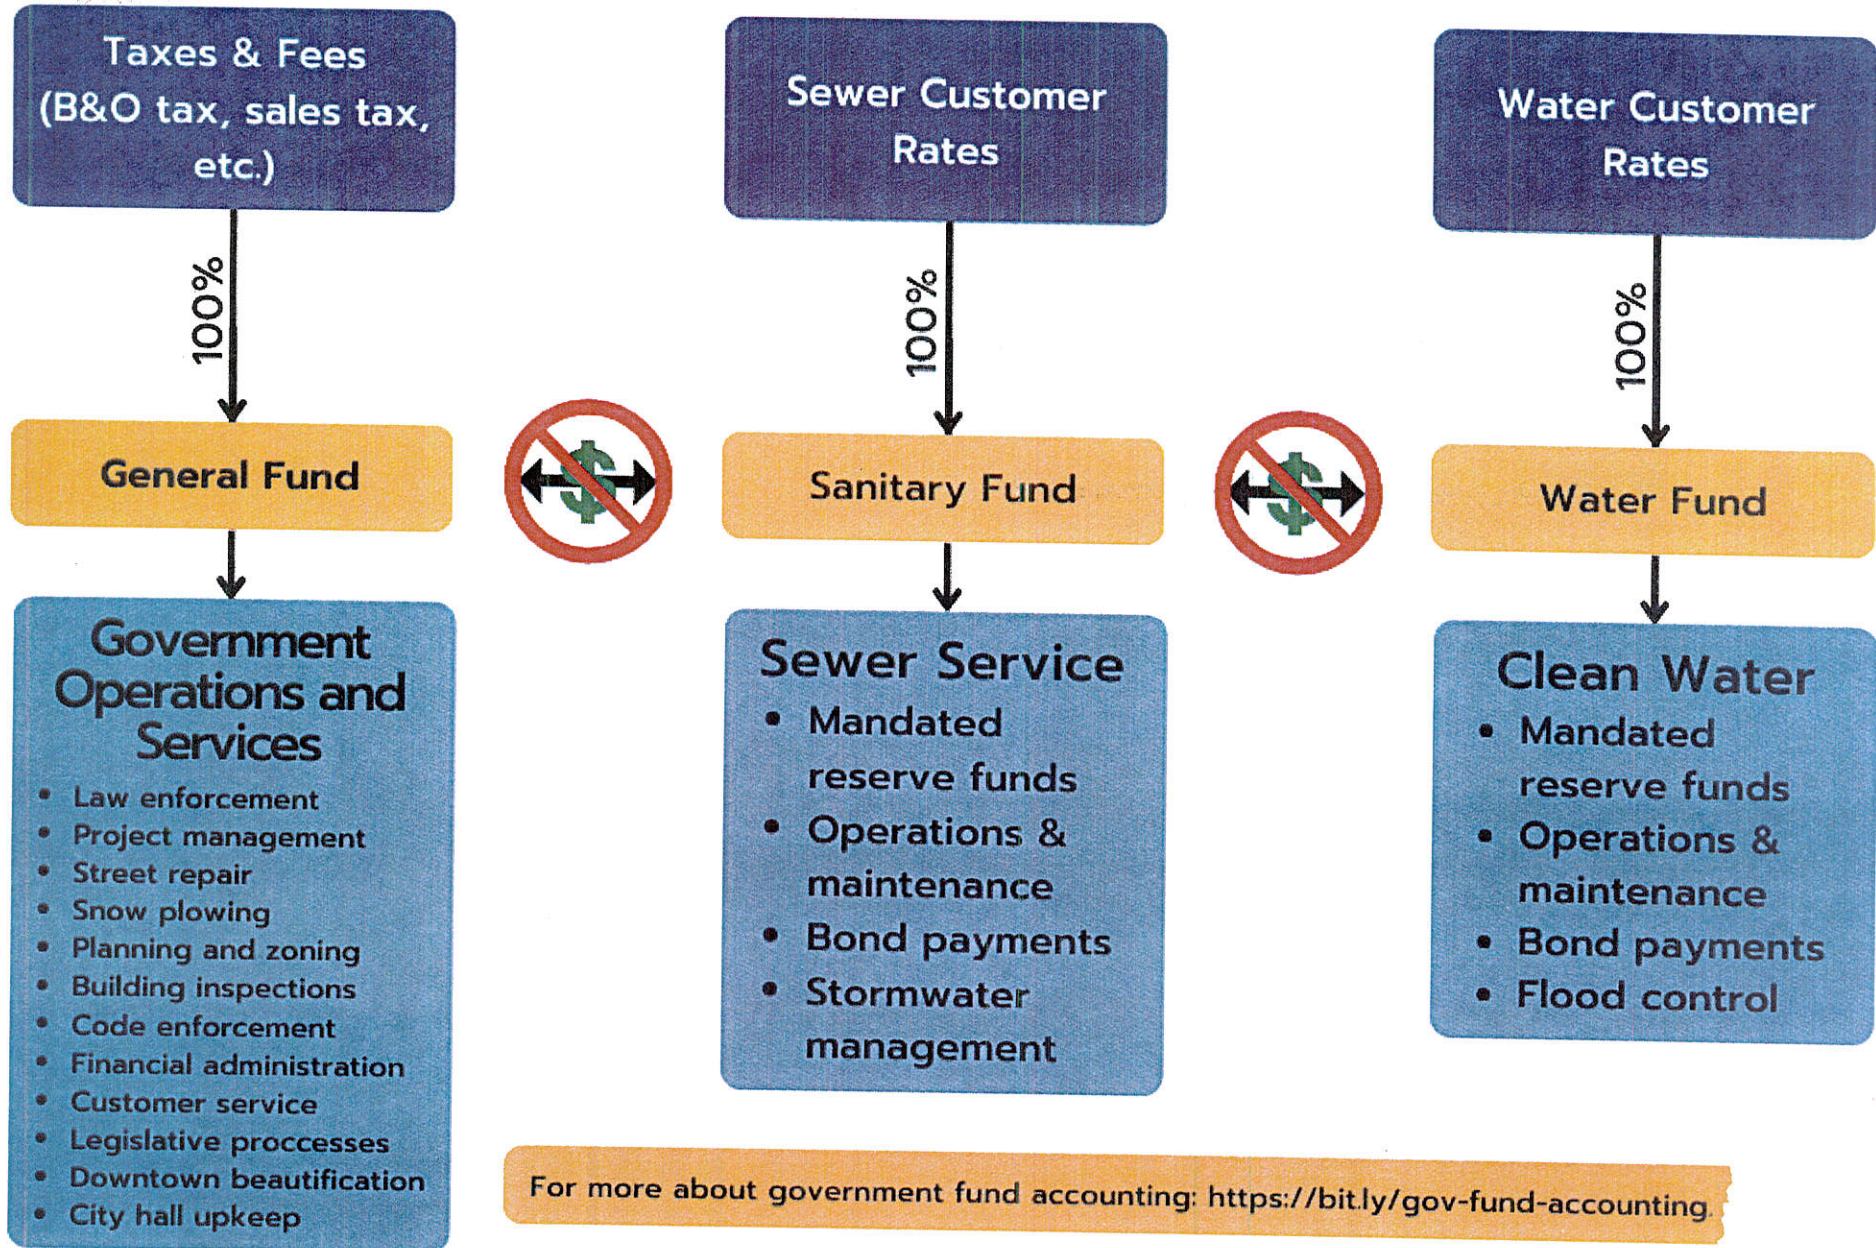 Taxes & Fees
(B&O tax, sales tax,
etc.)
100%
General Fund
Government
Operations and
Services
• Law enforcement
• Project management
• Street repair
• Snow plowing
• Planning and zoning
• Building inspections
• Code enforcement
• Financial administration
• Customer service
• Legislative proccesses
• Downtown beautification
• City hall upkeep
Sewer Customer
Rates
100%
$
Sanitary Fund
Sewer Service
• Mandated
reserve funds
• Operations &
maintenance
• Bond payments
• Stormwater
management
Water Customer
Rates
100%
$
Water Fund
Clean Water
• Mandated
reserve funds
• Operations &
maintenance
• Bond payments
• Flood control
For more about government fund accounting: https://bit.ly/gov-fund-accounting.